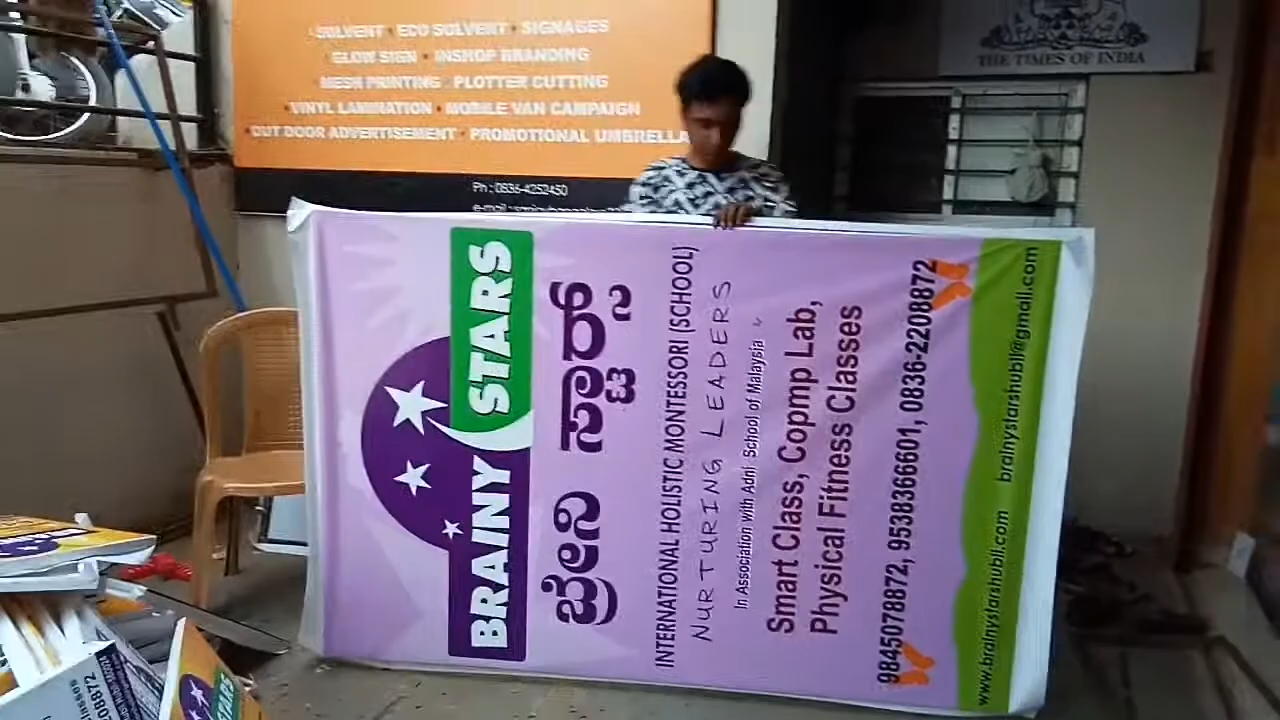 SOLVENT • ECO SOLVENT • SIGNAGES
GLOW SIGN • INSHOP BRANDING
MESH PRINTING • PLOTTER CUTTING
• VINYL LAMINATION • MOBILE VAN CAMPAIGN
• OUT DOOR ADVERTISEMENT • PROMOTIONAL UMBRELLA
Ph : 0836-4252450
THE TIMES OF INDIA
BRAINY STARS
ಬ್ರೇನಿ ಸ್ಟಾರ್ಸ್
INTERNATIONAL HOLISTIC MONTESSORI (SCHOOL)
NURTURING LEADERS
In Association with Adni School of Malaysia
Smart Class, Copmp Lab,
Physical Fitness Classes
9845078872, 9538366601, 0836-2208872
www.brainystarshubli.com brainystarshubli@gmail.com
STARS